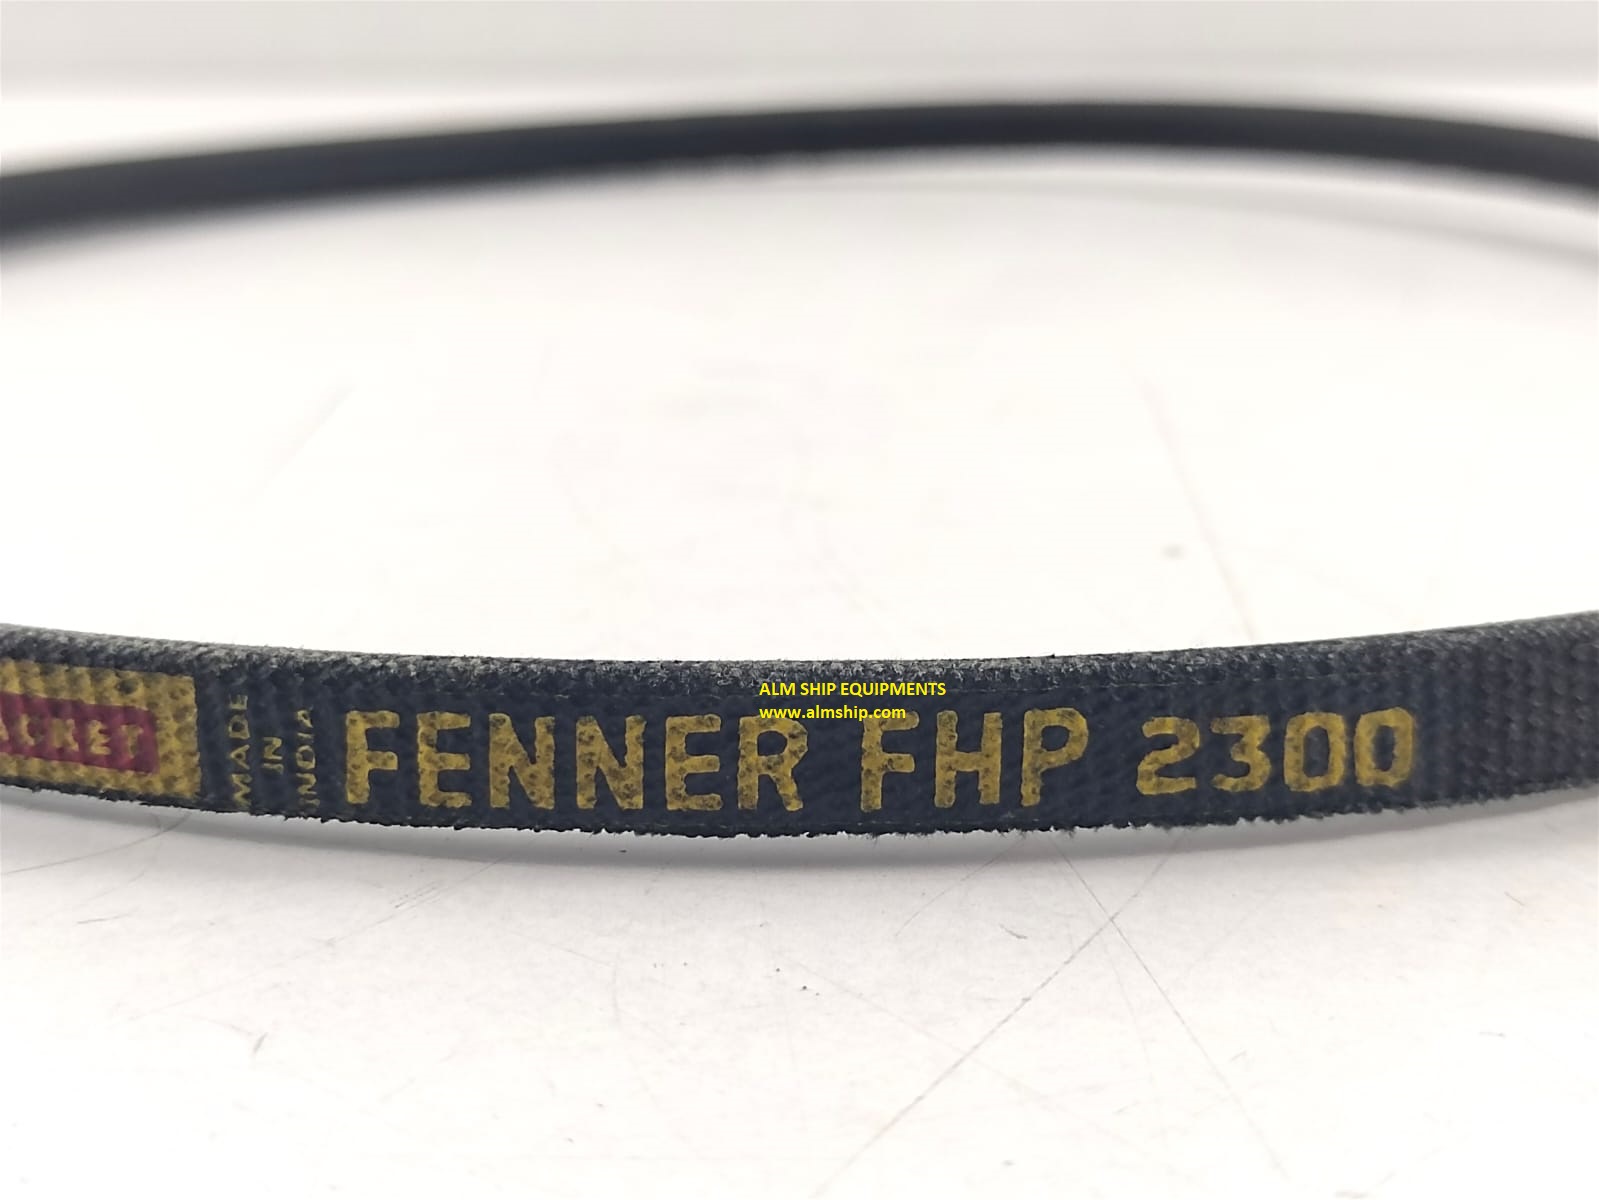 ALM SHIP EQUIPMENTS
www.almship.com
MADE
IN
INDIA
FENNER FHP 2300